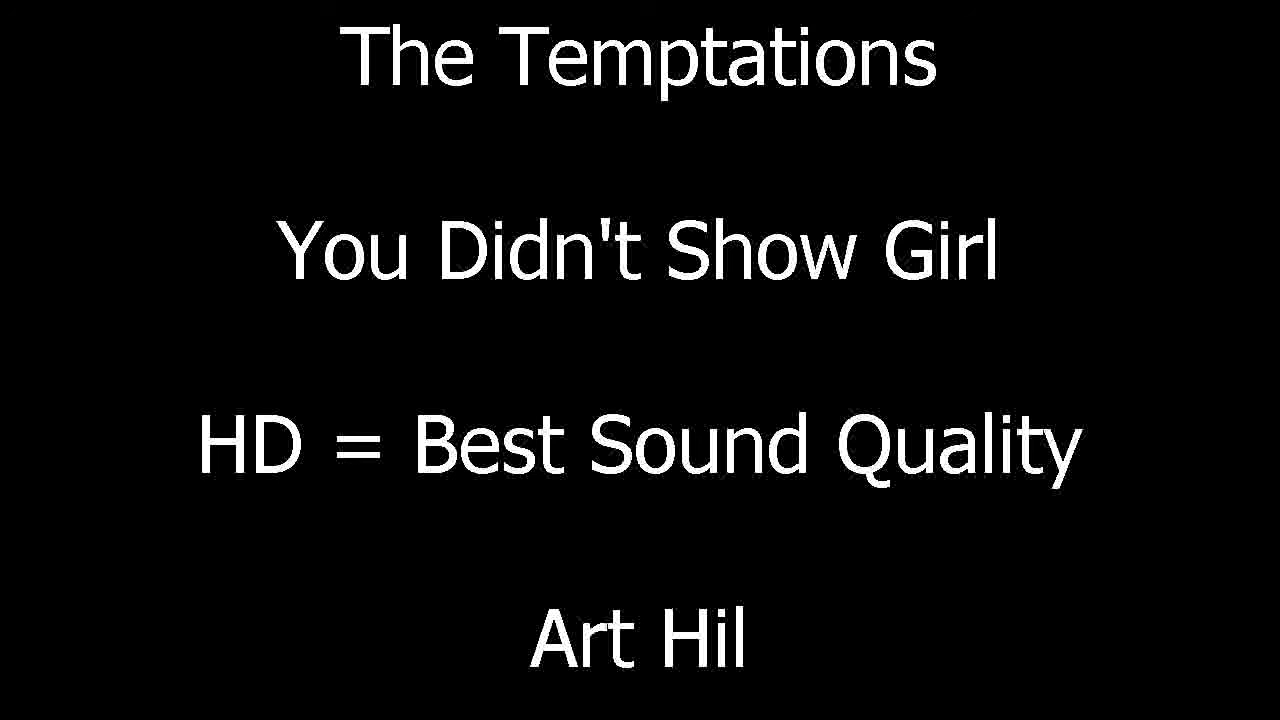 The Temptations
You Didn't Show Girl
HD = Best Sound Quality
Art Hil